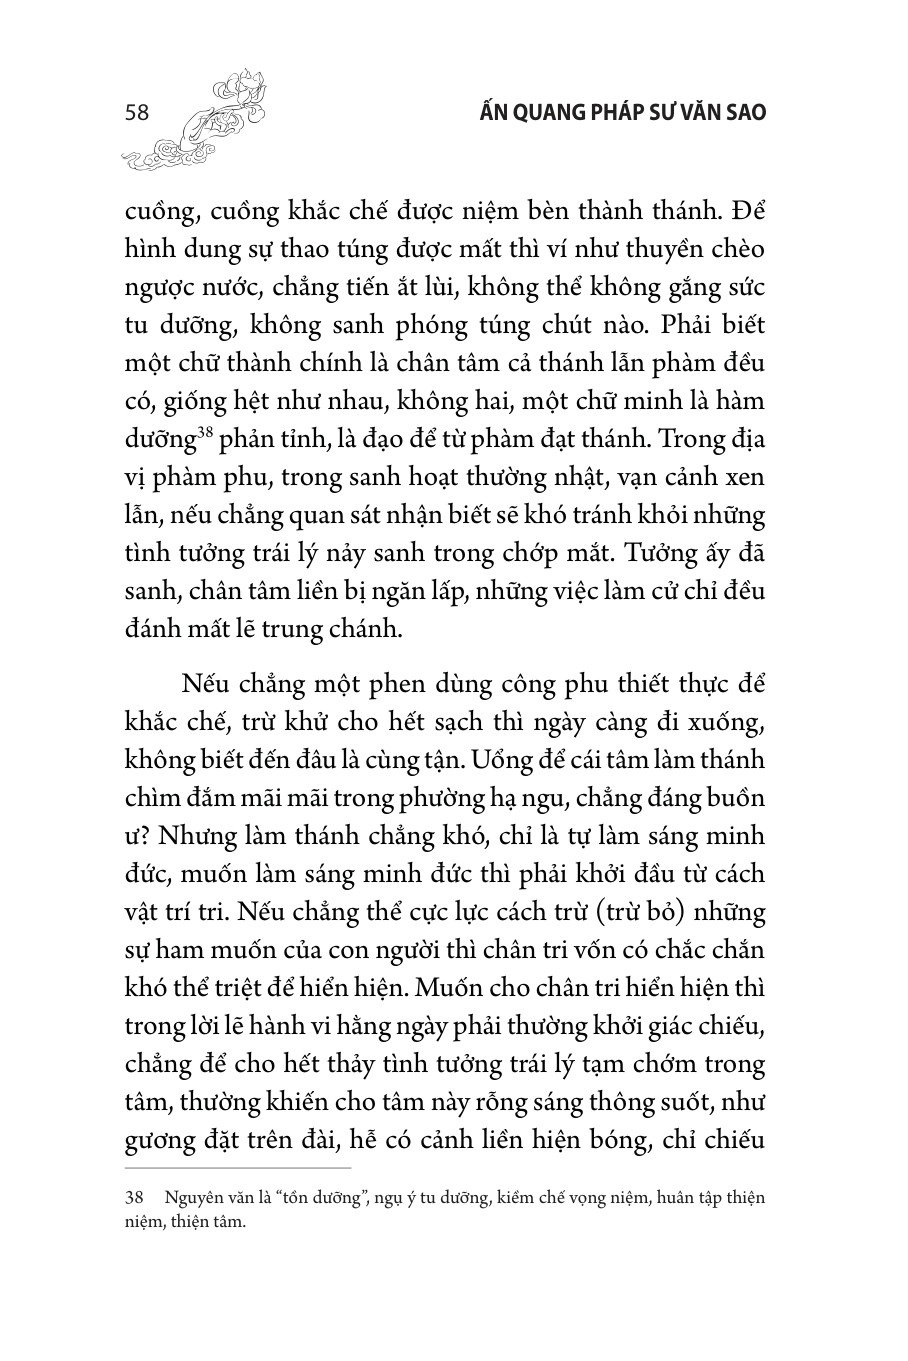 58
ẤN QUANG PHÁP SƯ VĂN SAO
cuồng, cuồng khắc chế được niệm bèn thành thánh. Để
hình dung sự thao túng được mất thì ví như thuyền chèo
ngược nước, chẳng tiến ắt lùi, không thể không gắng sức
tu dưỡng, không sanh phóng túng chút nào. Phải biết
một chữ thành chính là chân tâm cả thánh lẫn phàm đều
có, giống hệt như nhau, không hai, một chữ minh là hàm
dưỡng38 phản tỉnh, là đạo để từ phàm đạt thánh. Trong địa
vị phàm phu, trong sanh hoạt thường nhật, vạn cảnh xen
lẫn, nếu chẳng quan sát nhận biết sẽ khó tránh khỏi những
tình tưởng trái lý nảy sanh trong chớp mắt. Tưởng ấy đã
sanh, chân tâm liền bị ngăn lấp, những việc làm cử chỉ đều
đánh mất lẽ trung chánh.
Nếu chẳng một phen dùng công phu thiết thực để
khắc chế, trừ khử cho hết sạch thì ngày càng đi xuống,
không biết đến đâu là cùng tận. Uổng để cái tâm làm thánh
chìm đắm mãi mãi trong phường hạ ngu, chẳng đáng buồn
ư? Nhưng làm thánh chẳng khó, chỉ là tự làm sáng minh
đức, muốn làm sáng minh đức thì phải khởi đầu từ cách
vật trí tri. Nếu chẳng thể cực lực cách trừ (trừ bỏ) những
sự ham muốn của con người thì chân tri vốn có chắc chắn
khó thể triệt để hiển hiện. Muốn cho chân tri hiển hiện thì
trong lời lẽ hành vi hằng ngày phải thường khởi giác chiếu,
chẳng để cho hết thảy tình tưởng trái lý tạm chớm trong
tâm, thường khiến cho tâm này rỗng sáng thông suốt, như
gương đặt trên đài, hễ có cảnh liền hiện bóng, chỉ chiếu
38 Nguyên văn là “tồn dưỡng”, ngụ ý tu dưỡng, kiềm chế vọng niệm, huân tập thiện
niệm, thiện tâm.